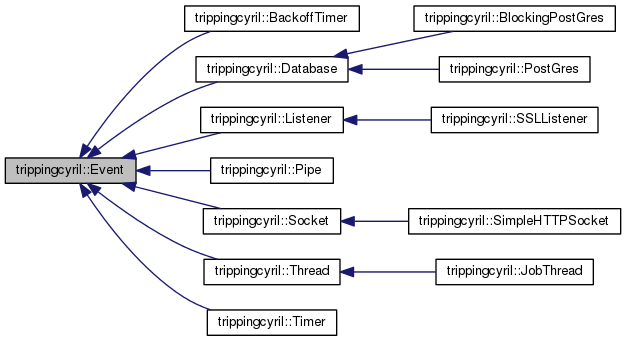 trippingcyril::BackoffTimer
trippingcyril::BlockingPostGres
trippingcyril::Database
trippingcyril::PostGres
trippingcyril::Listener
trippingcyril::SSLListener
trippingcyril::Event
trippingcyril::Pipe
trippingcyril::Socket
trippingcyril::SimpleHTTPSocket
trippingcyril::Thread
trippingcyril::JobThread
trippingcyril::Timer